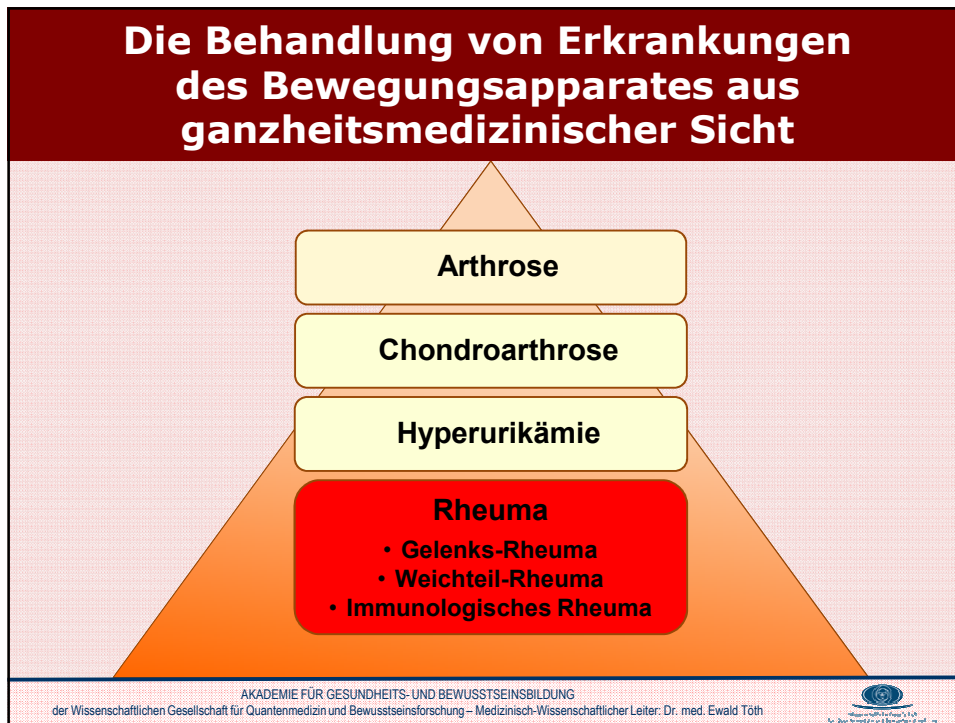 Die Behandlung von Erkrankungen
des Bewegungsapparates aus
ganzheitsmedizinischer Sicht
Arthrose
Chondroarthrose
Hyperurikämie
Rheuma
• Gelenks-Rheuma
• Weichteil-Rheuma
• Immunologisches Rheuma
AKADEMIE FÜR GESUNDHEITS- UND BEWUSSTSEINSBILDUNG
der Wissenschaftlichen Gesellschaft für Quantenmedizin und Bewusstseinsforschung – Medizinisch-Wissenschaftlicher Leiter: Dr. med. Ewald Tóth